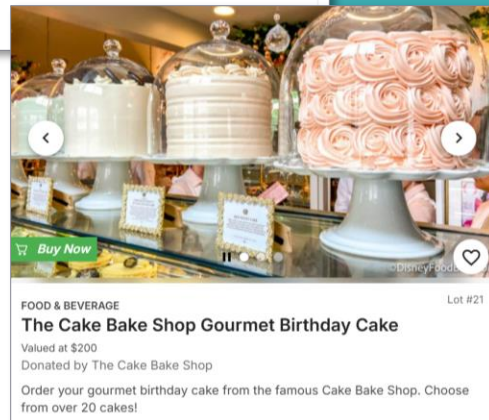 Buy Now
©DisneyFood
Lot #21
FOOD & BEVERAGE
The Cake Bake Shop Gourmet Birthday Cake
Valued at $200
Donated by The Cake Bake Shop
Order your gourmet birthday cake from the famous Cake Bake Shop. Choose
from over 20 cakes!